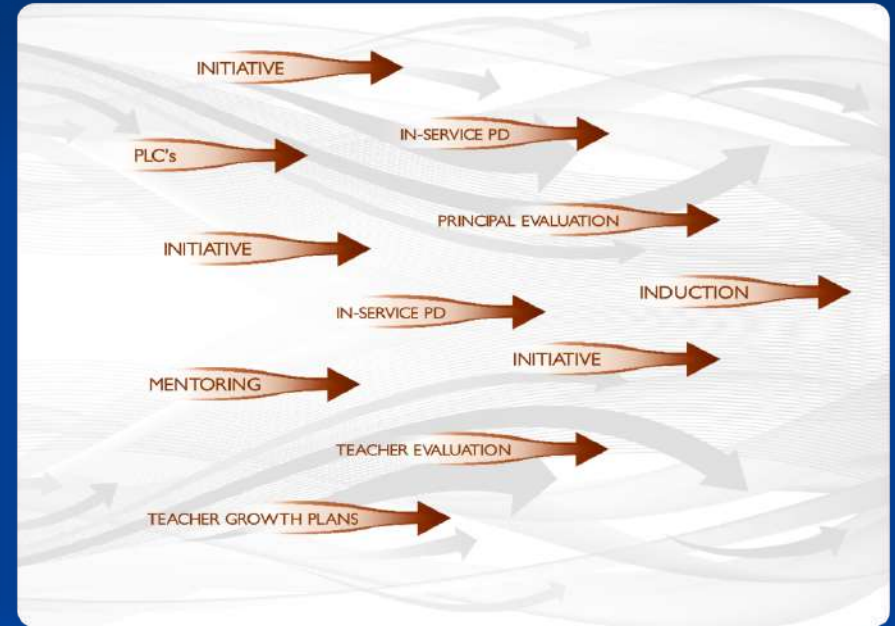 INITIATIVE
IN-SERVICE PD
PLC's
PRINCIPAL EVALUATION
INITIATIVE
INDUCTION
IN-SERVICE PD
INITIATIVE
MENTORING
TEACHER EVALUATION
TEACHER GROWTH PLANS